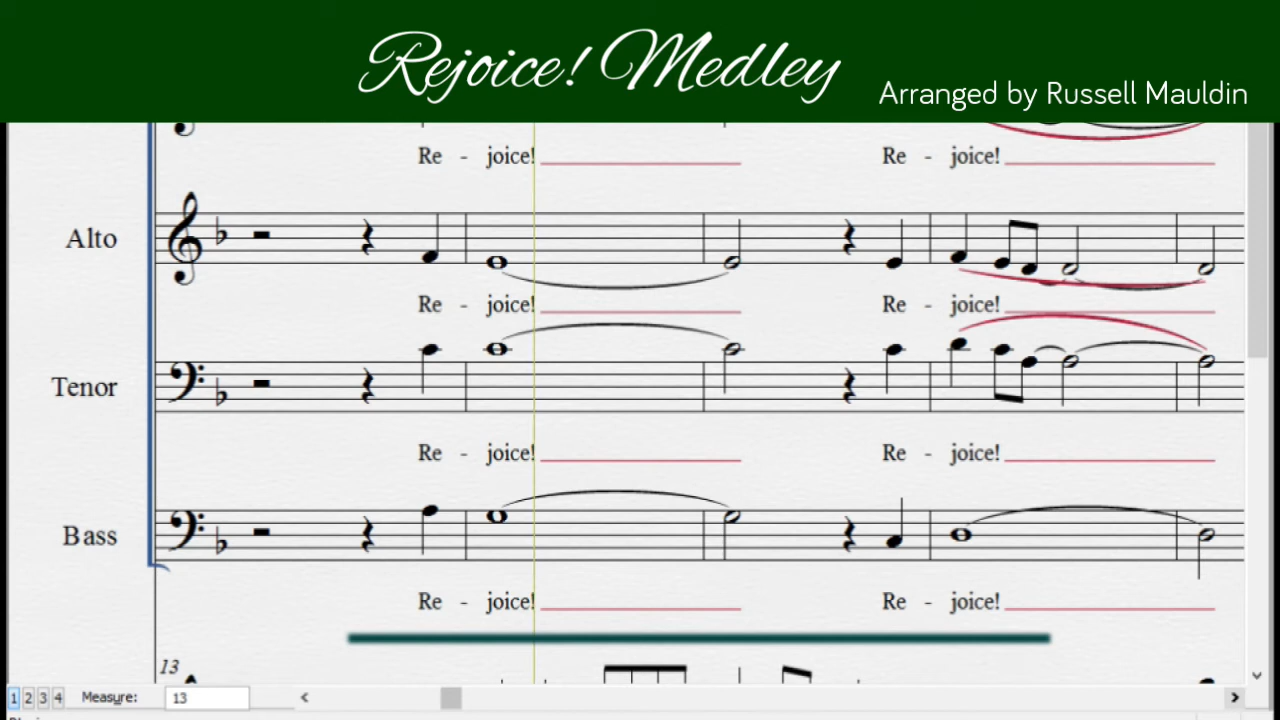 Rejoice! Medley
Arranged by Russell Mauldin
Re - joice! Re - joice!
Alto
Re - joice! Re - joice!
Tenor
Re - joice! Re - joice!
Bass
Re - joice! Re - joice!
13
1 2 3 4 Measure: 13